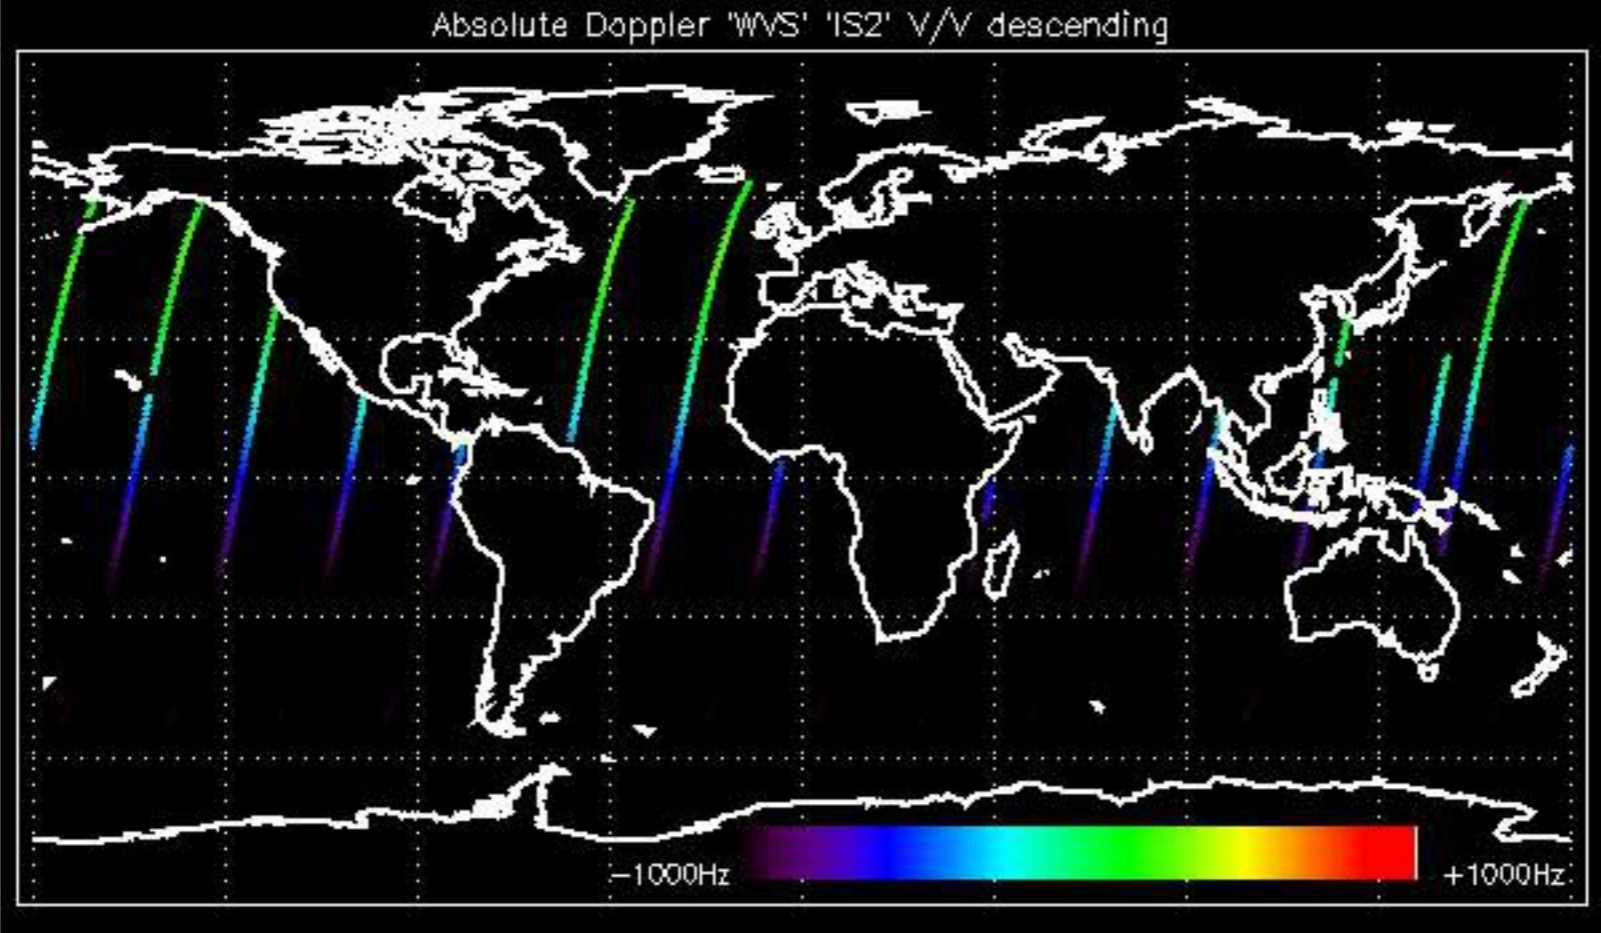 Absolute Doppler 'WVS' 'IS2' V/V descending
−1000Hz
+1000Hz